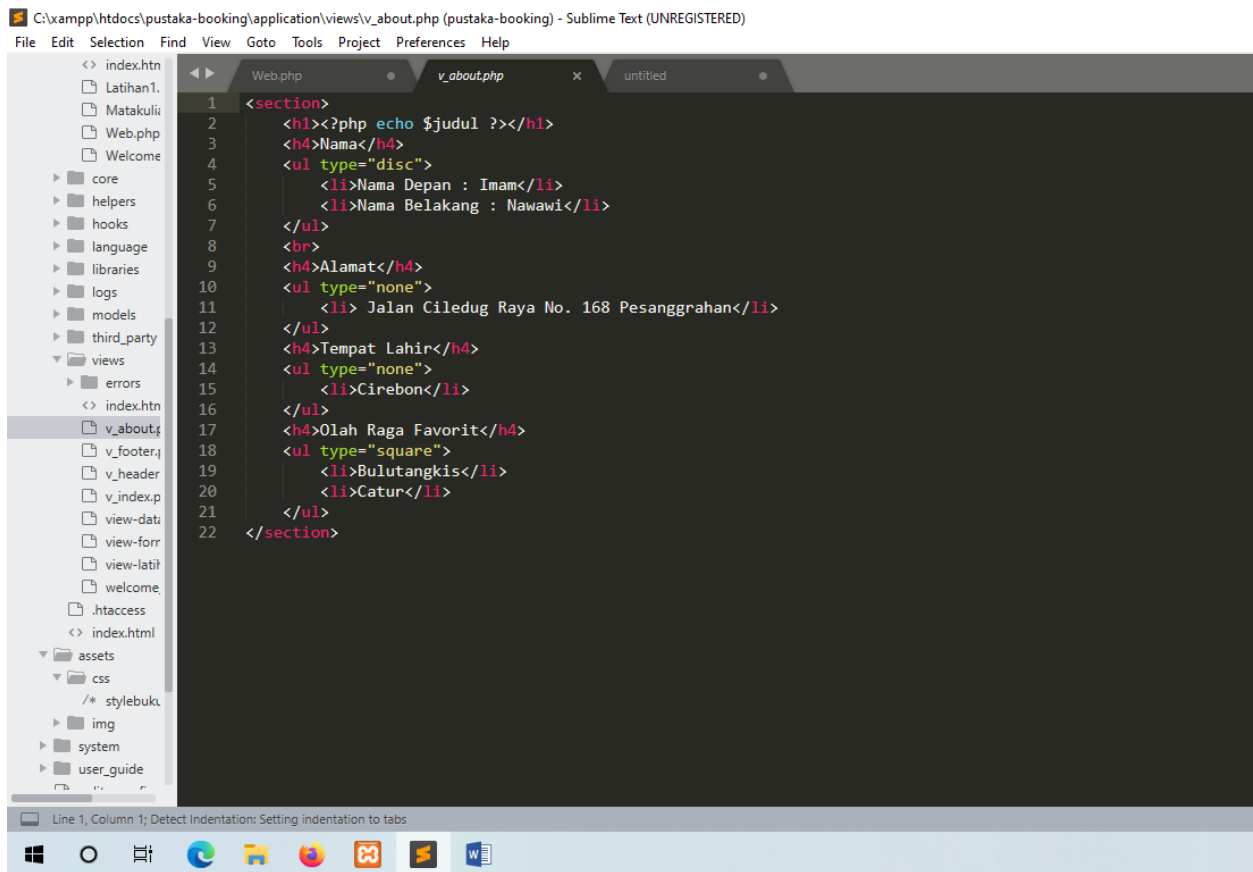 C:\xampp\htdocs\pustaka-booking\application\views\v_about.php (pustaka-booking) - Sublime Text (UNREGISTERED)
File Edit Selection Find View Goto Tools Project Preferences Help
<> index.htn
Latihan1.
Matakulia
Web.php
Welcome
core
helpers
hooks
language
libraries
logs
models
third_party
views
errors
<> index.htn
v_about.p
v_footer.p
v_header
v_index.p
view-data
view-forr
view-latih
welcome_
.htaccess
<> index.html
assets
css
/* stylebuku
img
system
user_guide
Web.php v_about.php × untitled
1 <section>
2 <h1><?php echo $judul ?></h1>
3 <h4>Nama</h4>
4 <ul type="disc">
5 <li>Nama Depan : Imam</li>
6 <li>Nama Belakang : Nawawi</li>
7 </ul>
8 <br>
9 <h4>Alamat</h4>
10 <ul type="none">
11 <li> Jalan Ciledug Raya No. 168 Pesanggrahan</li>
12 </ul>
13 <h4>Tempat Lahir</h4>
14 <ul type="none">
15 <li>Cirebon</li>
16 </ul>
17 <h4>Olah Raga Favorit</h4>
18 <ul type="square">
19 <li>Bulutangkis</li>
20 <li>Catur</li>
21 </ul>
22 </section>
Line 1, Column 1; Detect Indentation: Setting indentation to tabs